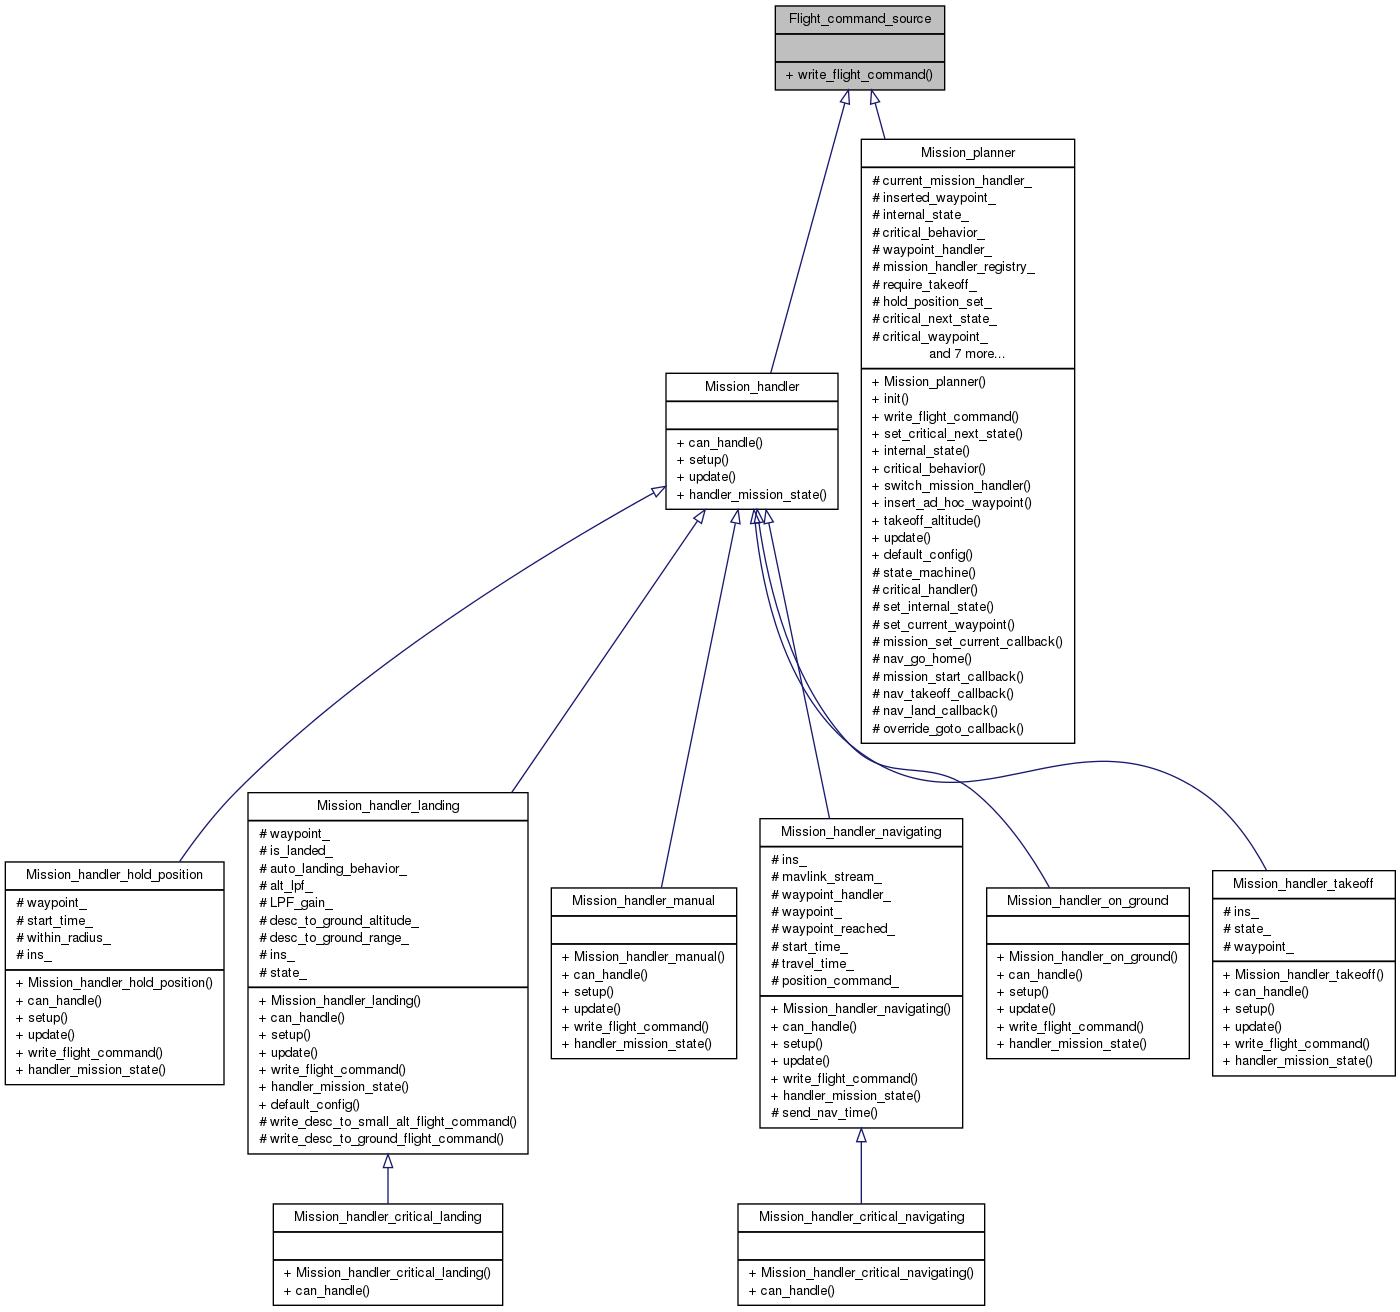 Flight_command_source
+ write_flight_command()
Mission_planner
# current_mission_handler_
# inserted_waypoint_
# internal_state_
# critical_behavior_
# waypoint_handler_
# mission_handler_registry_
# require_takeoff_
# hold_position_set_
# critical_next_state_
# critical_waypoint_
and 7 more...
+ Mission_planner()
+ init()
+ write_flight_command()
+ set_critical_next_state()
+ internal_state()
+ critical_behavior()
+ switch_mission_handler()
+ insert_ad_hoc_waypoint()
+ takeoff_altitude()
+ update()
+ default_config()
# state_machine()
# critical_handler()
# set_internal_state()
# set_current_waypoint()
# mission_set_current_callback()
# nav_go_home()
# mission_start_callback()
# nav_takeoff_callback()
# nav_land_callback()
# override_goto_callback()
Mission_handler
+ can_handle()
+ setup()
+ update()
+ handler_mission_state()
Mission_handler_hold_position
# waypoint_
# start_time_
# within_radius_
# ins_
+ Mission_handler_hold_position()
+ can_handle()
+ setup()
+ update()
+ write_flight_command()
+ handler_mission_state()
Mission_handler_landing
# waypoint_
# is_landed_
# auto_landing_behavior_
# alt_lpf_
# LPF_gain_
# desc_to_ground_altitude_
# desc_to_ground_range_
# ins_
# state_
+ Mission_handler_landing()
+ can_handle()
+ setup()
+ update()
+ write_flight_command()
+ handler_mission_state()
+ default_config()
# write_desc_to_small_alt_flight_command()
# write_desc_to_ground_flight_command()
Mission_handler_manual
+ Mission_handler_manual()
+ can_handle()
+ setup()
+ update()
+ write_flight_command()
+ handler_mission_state()
Mission_handler_navigating
# ins_
# mavlink_stream_
# waypoint_handler_
# waypoint_
# waypoint_reached_
# start_time_
# travel_time_
# position_command_
+ Mission_handler_navigating()
+ can_handle()
+ setup()
+ update()
+ write_flight_command()
+ handler_mission_state()
# send_nav_time()
Mission_handler_on_ground
+ Mission_handler_on_ground()
+ can_handle()
+ setup()
+ update()
+ write_flight_command()
+ handler_mission_state()
Mission_handler_takeoff
# ins_
# state_
# waypoint_
+ Mission_handler_takeoff()
+ can_handle()
+ setup()
+ update()
+ write_flight_command()
+ handler_mission_state()
Mission_handler_critical_landing
+ Mission_handler_critical_landing()
+ can_handle()
Mission_handler_critical_navigating
+ Mission_handler_critical_navigating()
+ can_handle()